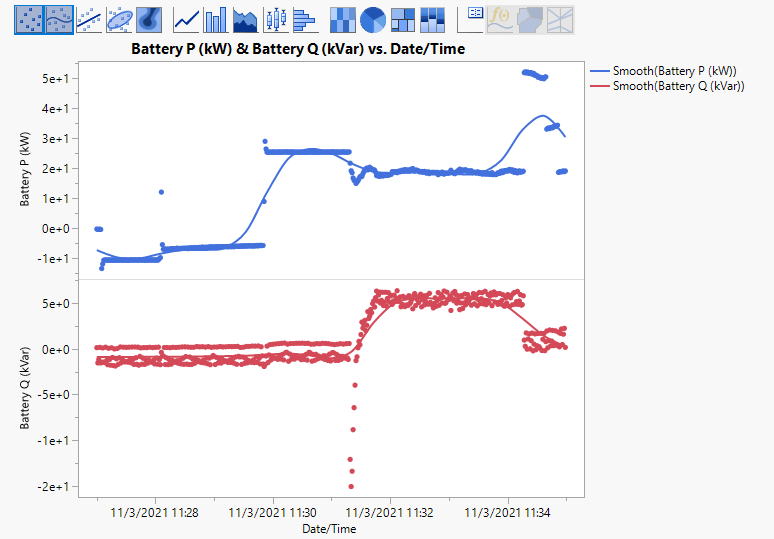 Battery P (kW) & Battery Q (kVar) vs. Date/Time
Smooth(Battery P (kW))
Smooth(Battery Q (kVar))
Battery P (kW)
5e+1
4e+1
3e+1
2e+1
1e+1
0e+0
-1e+1
Battery Q (kVar)
5e+0
0e+0
-5e+0
-1e+1
-2e+1
11/3/2021 11:28
11/3/2021 11:30
11/3/2021 11:32
11/3/2021 11:34
Date/Time